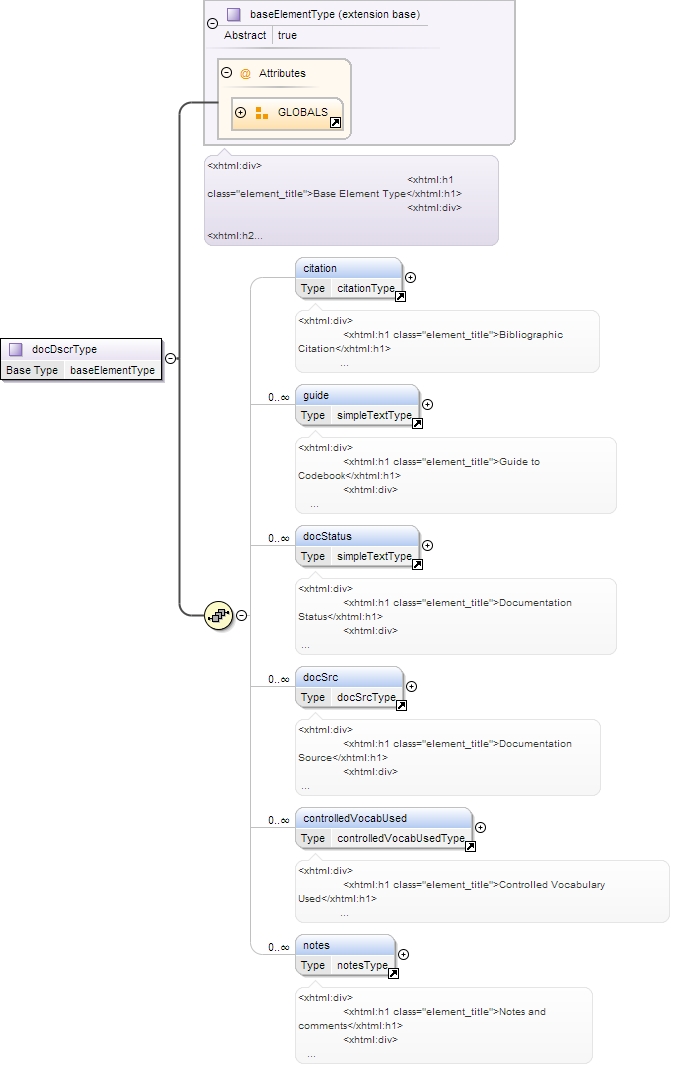 baseElementType (extension base)
Abstract true
@ Attributes
GLOBALS
<xhtml:div>
<xhtml:h1
class="element_title">Base Element Type</xhtml:h1>
<xhtml:div>
<xhtml:h2...
docDscrType
Base Type baseElementType
citation
Type citationType
<xhtml:div>
<xhtml:h1 class="element_title">Bibliographic
Citation</xhtml:h1>
...
0..∞
guide
Type simpleTextType
<xhtml:div>
<xhtml:h1 class="element_title">Guide to
Codebook</xhtml:h1>
<xhtml:div>
...
0..∞
docStatus
Type simpleTextType
<xhtml:div>
<xhtml:h1 class="element_title">Documentation
Status</xhtml:h1>
<xhtml:div>
...
0..∞
docSrc
Type docSrcType
<xhtml:div>
<xhtml:h1 class="element_title">Documentation
Source</xhtml:h1>
<xhtml:div>
...
0..∞
controlledVocabUsed
Type controlledVocabUsedType
<xhtml:div>
<xhtml:h1 class="element_title">Controlled Vocabulary
Used</xhtml:h1>
...
0..∞
notes
Type notesType
<xhtml:div>
<xhtml:h1 class="element_title">Notes and
comments</xhtml:h1>
<xhtml:div>
...